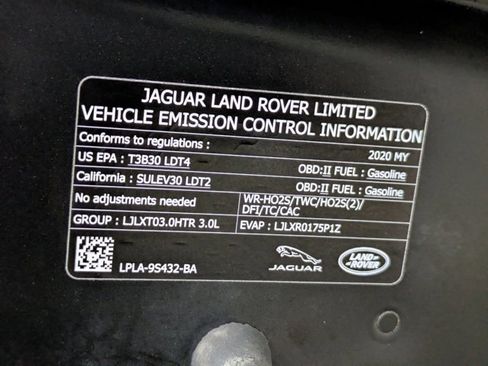 JAGUAR LAND ROVER LIMITED
VEHICLE EMISSION CONTROL INFORMATION
Conforms to regulations : 2020 MY
US EPA : T3B30 LDT4 OBD:II FUEL : Gasoline
California : SULEV30 LDT2 OBD:II FUEL : Gasoline
No adjustments needed WR-HO2S/TWC/HO2S(2)/
DFI/TC/CAC
GROUP : LJLXT03.0HTR 3.0L EVAP : LJLXR0175P1Z
LPLA-9S432-BA JAGUAR LAND ROVER